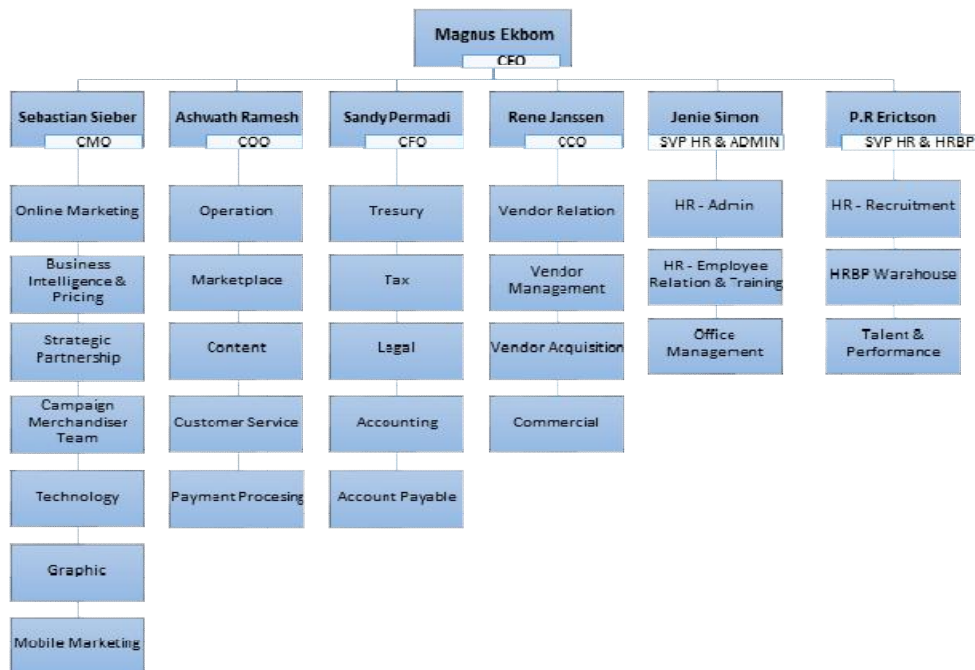 Magnus Ekbom
CEO
Sebastian Sieber
CMO
Ashwath Ramesh
COO
Sandy Permadi
CFO
Rene Janssen
CCO
Jenie Simon
SVP HR & ADMIN
P.R Erickson
SVP HR & HRBP
Online Marketing
Business
Intelligence &
Pricing
Strategic
Partnership
Campaign
Merchandiser
Team
Technology
Graphic
Mobile Marketing
Operation
Marketplace
Content
Customer Service
Payment Procesing
Tresury
Tax
Legal
Accounting
Account Payable
Vendor Relation
Vendor
Management
Vendor Acquisition
Commercial
HR - Admin
HR - Employee
Relation & Training
Office
Management
HR - Recruitment
HRBP Warehouse
Talent &
Performance